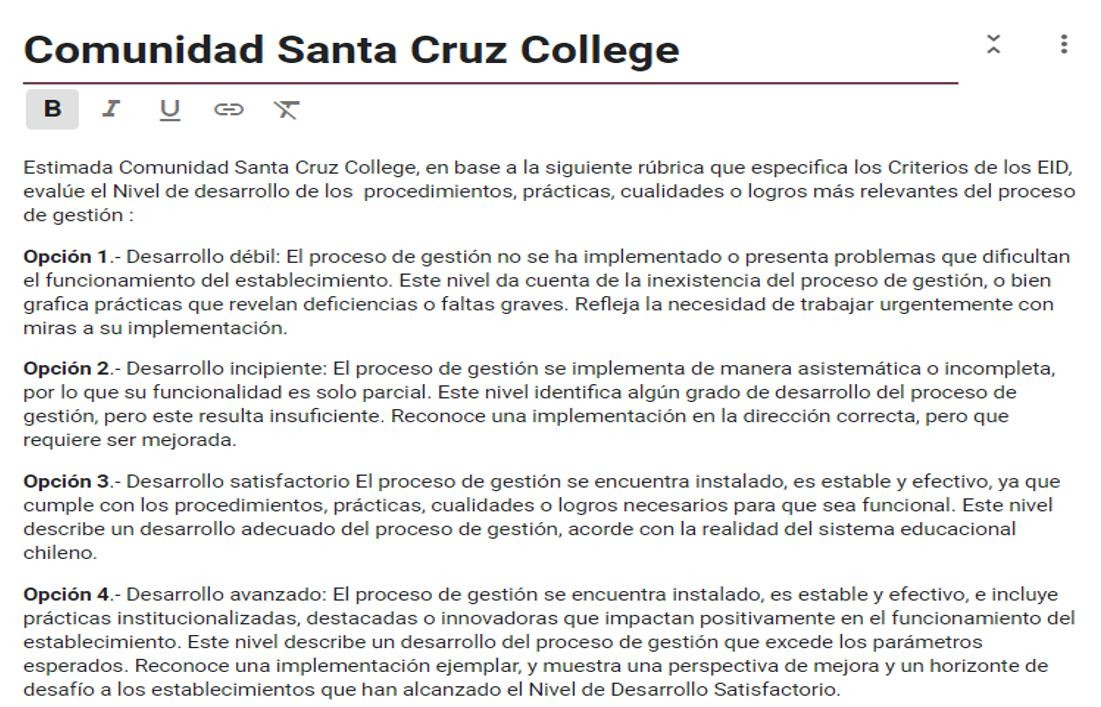 Comunidad Santa Cruz College
B I U
Estimada Comunidad Santa Cruz College, en base a la siguiente rúbrica que especifica los Criterios de los EID,
evalúe el Nivel de desarrollo de los  procedimientos, prácticas, cualidades o logros más relevantes del proceso
de gestión :
Opción 1.- Desarrollo débil: El proceso de gestión no se ha implementado o presenta problemas que dificultan
el funcionamiento del establecimiento. Este nivel da cuenta de la inexistencia del proceso de gestión, o bien
grafica prácticas que revelan deficiencias o faltas graves. Refleja la necesidad de trabajar urgentemente con
miras a su implementación.
Opción 2.- Desarrollo incipiente: El proceso de gestión se implementa de manera asistemática o incompleta,
por lo que su funcionalidad es solo parcial. Este nivel identifica algún grado de desarrollo del proceso de
gestión, pero este resulta insuficiente. Reconoce una implementación en la dirección correcta, pero que
requiere ser mejorada.
Opción 3.- Desarrollo satisfactorio El proceso de gestión se encuentra instalado, es estable y efectivo, ya que
cumple con los procedimientos, prácticas, cualidades o logros necesarios para que sea funcional. Este nivel
describe un desarrollo adecuado del proceso de gestión, acorde con la realidad del sistema educacional
chileno.
Opción 4.- Desarrollo avanzado: El proceso de gestión se encuentra instalado, es estable y efectivo, e incluye
prácticas institucionalizadas, destacadas o innovadoras que impactan positivamente en el funcionamiento del
establecimiento. Este nivel describe un desarrollo del proceso de gestión que excede los parámetros
esperados. Reconoce una implementación ejemplar, y muestra una perspectiva de mejora y un horizonte de
desafío a los establecimientos que han alcanzado el Nivel de Desarrollo Satisfactorio.